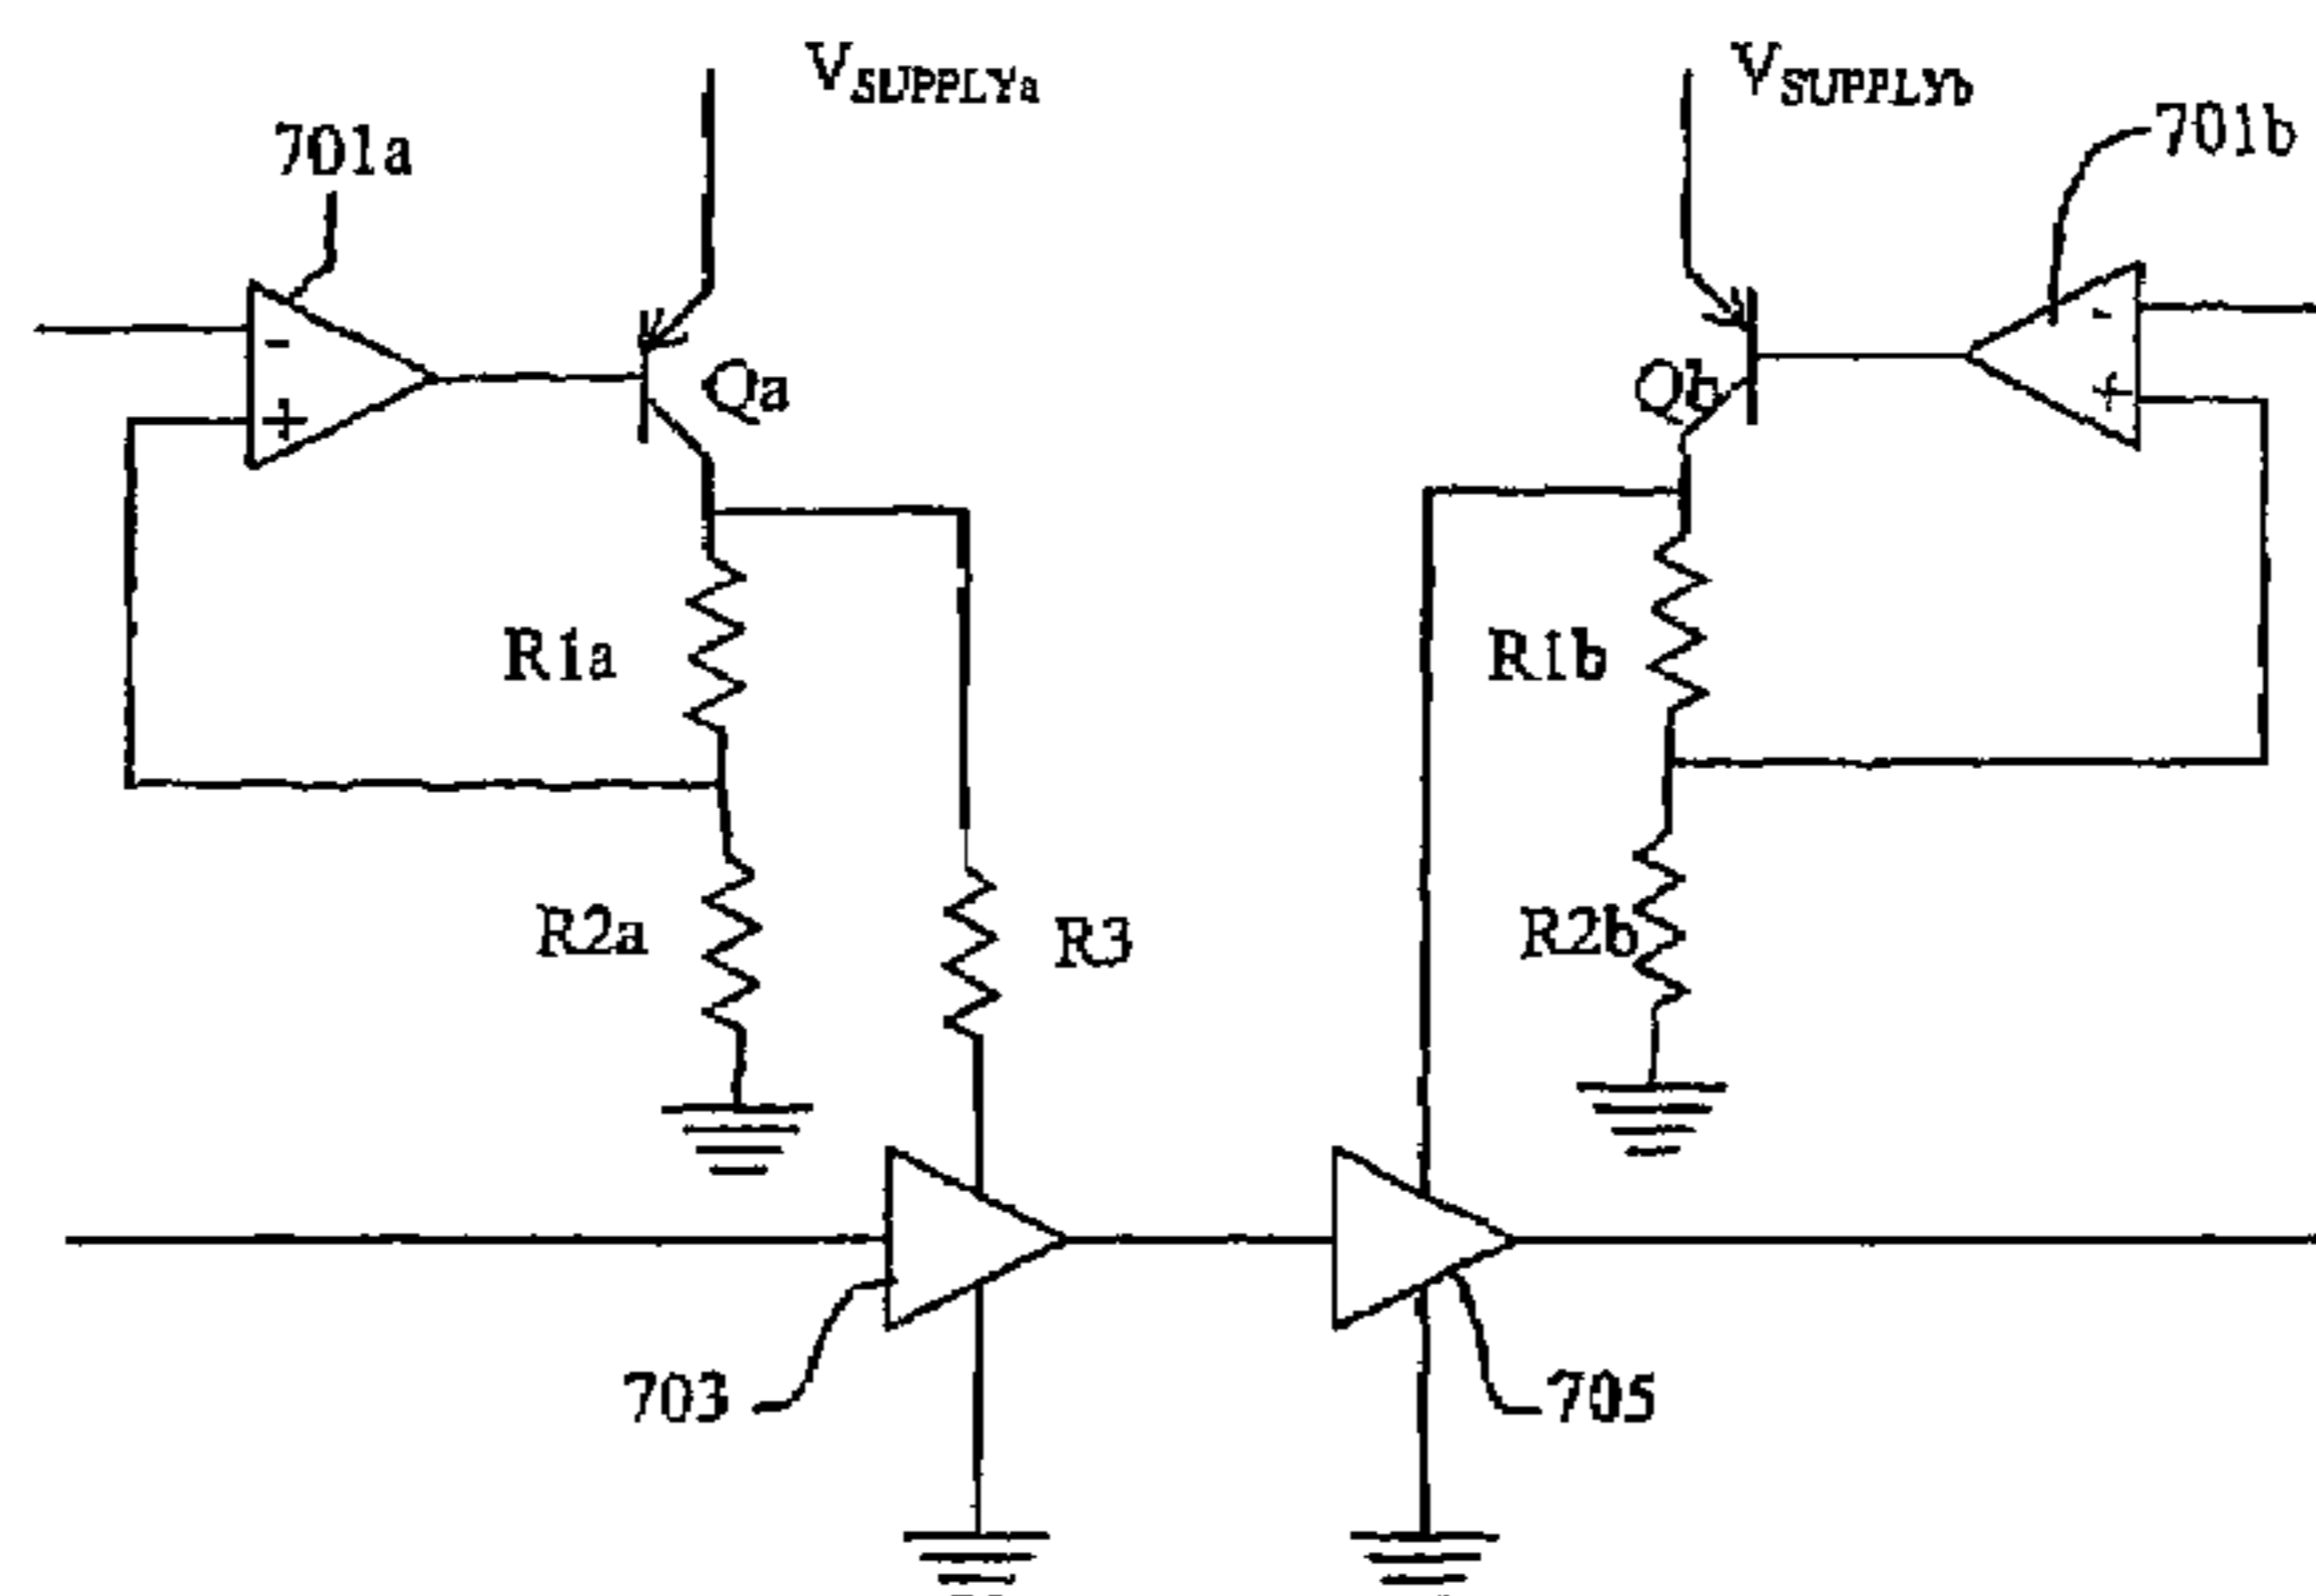 VSUPPLYa
VSUPPLYb
701a
701b
-
-
+
+
Qa
Qb
R1a
R1b
R2a
R3
R2b
703
705